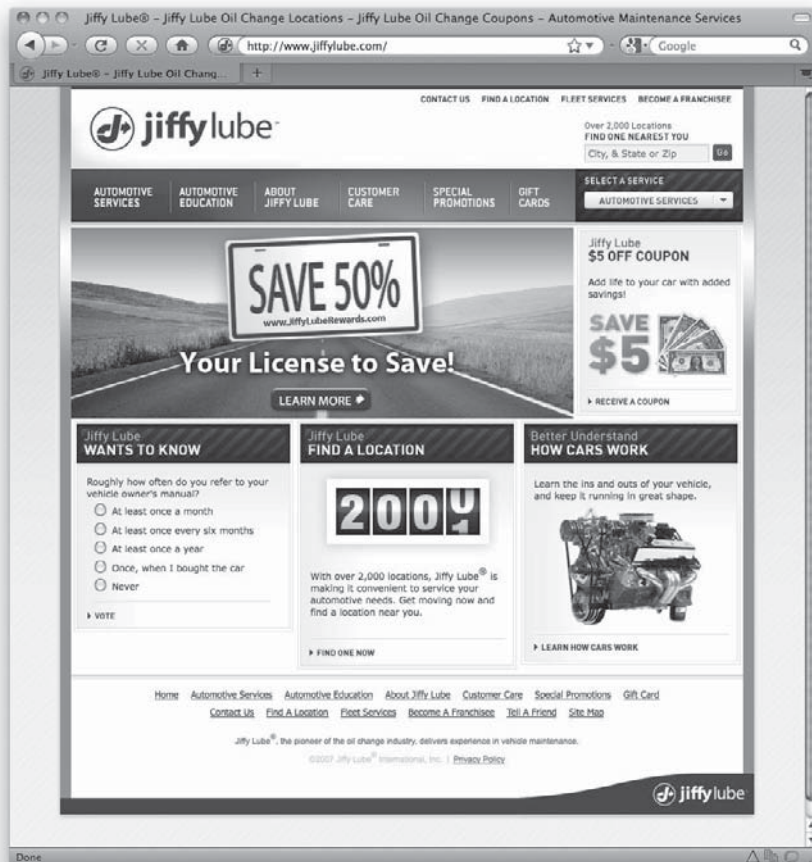 Jiffy Lube® – Jiffy Lube Oil Change Locations – Jiffy Lube Oil Change Coupons – Automotive Maintenance Services
http://www.jiffylube.com/
Google
Jiffy Lube® – Jiffy Lube Oil Chang...
CONTACT US FIND A LOCATION FLEET SERVICES BECOME A FRANCHISEE
jiffylube
Over 2,000 Locations
FIND ONE NEAREST YOU
City, & State or Zip Go
AUTOMOTIVE SERVICES AUTOMOTIVE EDUCATION ABOUT JIFFY LUBE CUSTOMER CARE SPECIAL PROMOTIONS GIFT CARDS
SELECT A SERVICE
AUTOMOTIVE SERVICES
SAVE 50%
www.JiffyLubeRewards.com
Your License to Save!
LEARN MORE
Jiffy Lube
$5 OFF COUPON
Add life to your car with added
savings!
SAVE
$5
RECEIVE A COUPON
Jiffy Lube
WANTS TO KNOW
Roughly how often do you refer to your
vehicle owner's manual?
At least once a month
At least once every six months
At least once a year
Once, when I bought the car
Never
VOTE
Jiffy Lube
FIND A LOCATION
200
With over 2,000 locations, Jiffy Lube® is
making it convenient to service your
automotive needs. Get moving now and
find a location near you.
FIND ONE NOW
Better Understand
HOW CARS WORK
Learn the ins and outs of your vehicle,
and keep it running in great shape.
LEARN HOW CARS WORK
Home Automotive Services Automotive Education About Jiffy Lube Customer Care Special Promotions Gift Card
Contact Us Find A Location Fleet Services Become A Franchisee Tell A Friend Site Map
Jiffy Lube®, the pioneer of the oil change industry, delivers experience in vehicle maintenance.
©2007 Jiffy Lube® International, Inc. | Privacy Policy
jiffylube
Done